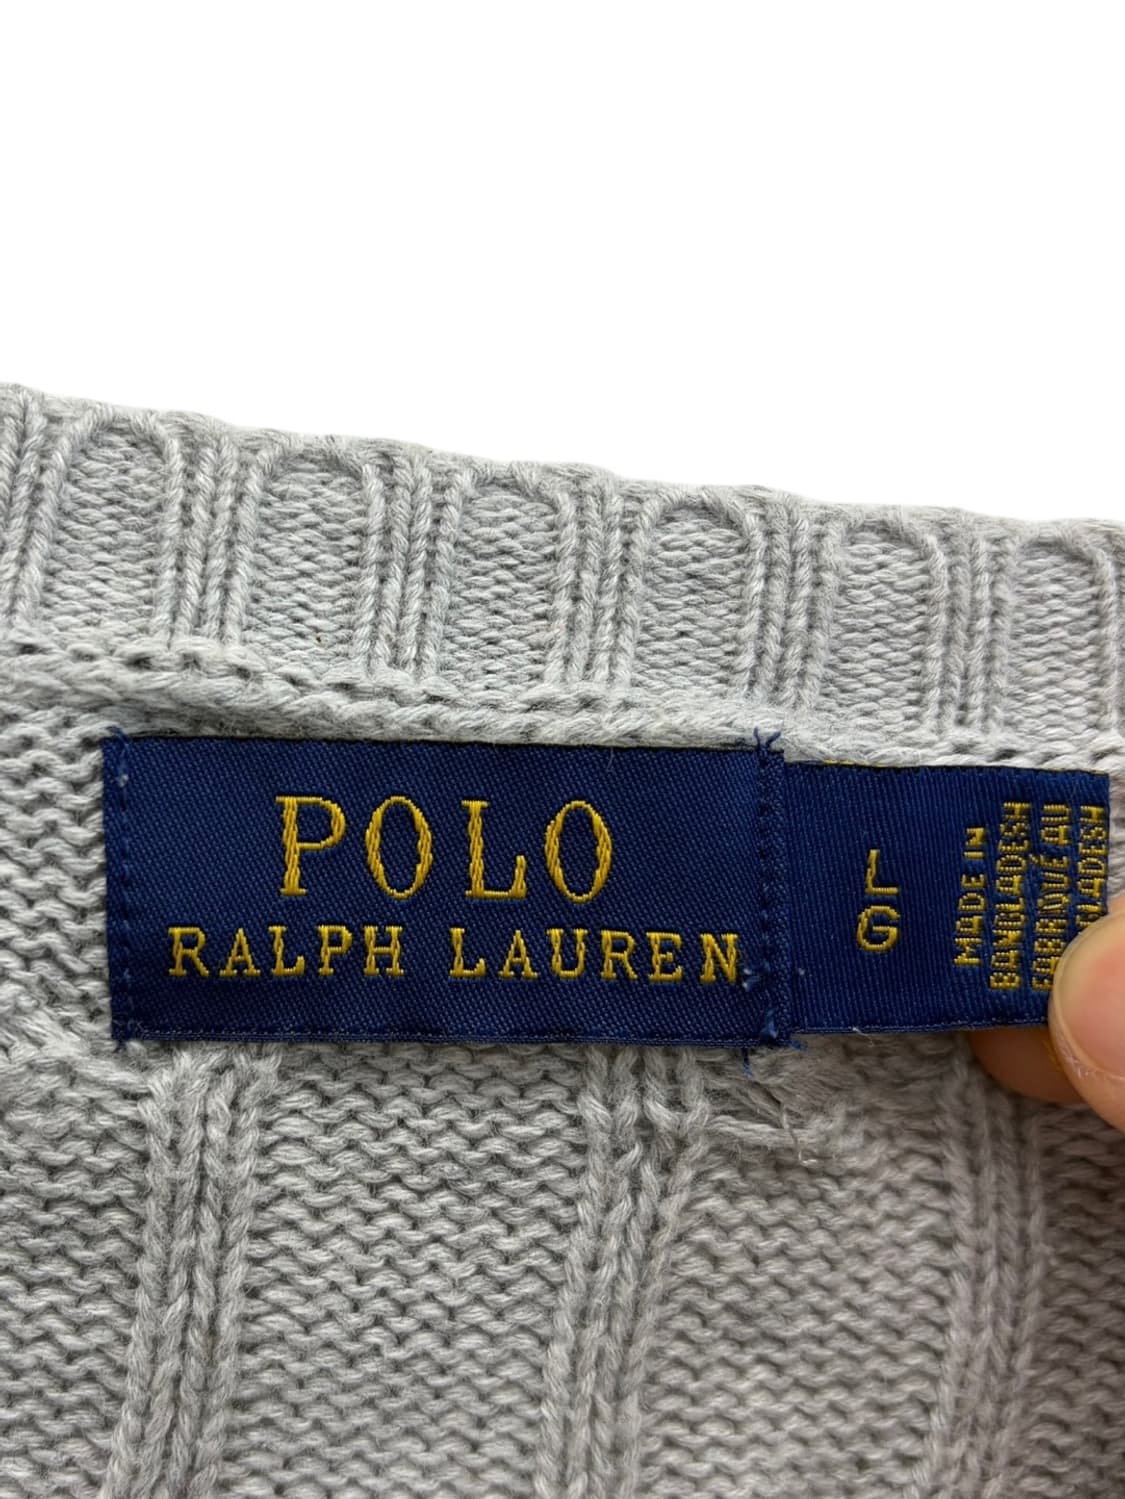 POLO
RALPH LAUREN
L
G
MADE IN
BANGLADESH
FABRIQUÉ AU